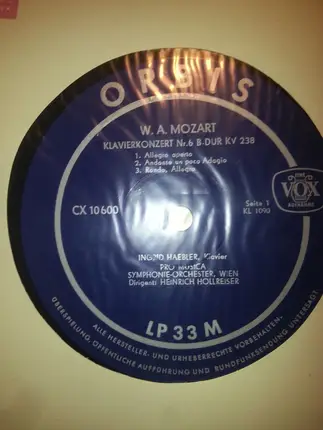 ORBIS
W. A. MOZART
KLAVIERKONZERT Nr. 6 B-DUR KV 238
1. Allegro aperto
2. Andante un poco Adagio
3. Rondo, Allegro
CX 10600
VOX
Seite 1
KL 1090
INGRID HAEBLER, Klavier
PRO MUSICA
SYMPHONIE-ORCHESTER, WIEN
Dirigent: HEINRICH HOLLREISER
LP 33 M
ALLE HERSTELLER- UND URHEBERRECHTE VORBEHALTEN.
ÜBERSPIELUNG, ÖFFENTLICHE AUFFÜHRUNG UND RUNDFUNKSENDUNG UNTERSAGT